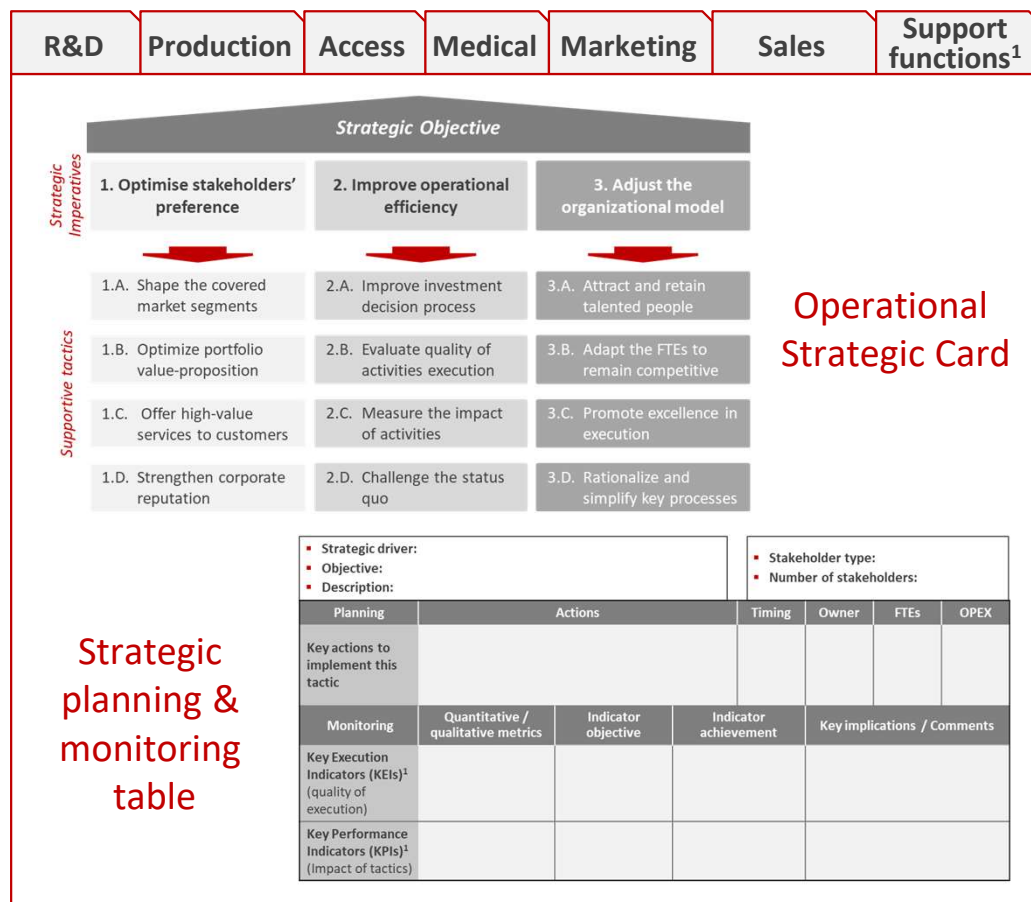 R&D
Production
Access
Medical
Marketing
Sales
Support
functions¹
Strategic Objective
Strategic
Imperatives
1. Optimise stakeholders'
preference
2. Improve operational
efficiency
3. Adjust the
organizational model
Supportive tactics
1.A. Shape the covered
market segments
2.A. Improve investment
decision process
3.A. Attract and retain
talented people
1.B. Optimize portfolio
value-proposition
2.B. Evaluate quality of
activities execution
3.B. Adapt the FTEs to
remain competitive
1.C. Offer high-value
services to customers
2.C. Measure the impact
of activities
3.C. Promote excellence in
execution
1.D. Strengthen corporate
reputation
2.D. Challenge the status
quo
3.D. Rationalize and
simplify key processes
Operational
Strategic Card
Strategic
planning &
monitoring
table
▪ Strategic driver:
▪ Objective:
▪ Description:
▪ Stakeholder type:
▪ Number of stakeholders:
Planning
Actions
Timing
Owner
FTEs
OPEX
Key actions to
implement this
tactic
Monitoring
Quantitative /
qualitative metrics
Indicator
objective
Indicator
achievement
Key implications / Comments
Key Execution
Indicators (KEIs)¹
(quality of
execution)
Key Performance
Indicators (KPIs)¹
(Impact of tactics)